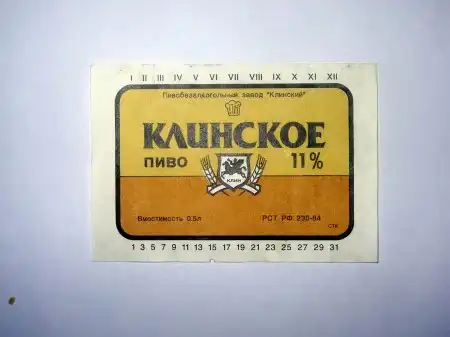 I II III IV V VI VII VIII IX X XI XII
Пивобезалкогольный завод "Клинский"
КЛИНСКОЕ
ПИВО 11%
КЛИН
Вместимость 0,5л РСТ РФ 230-84
СТК
1 3 5 7 9 11 13 15 17 19 21 23 25 27 29 31